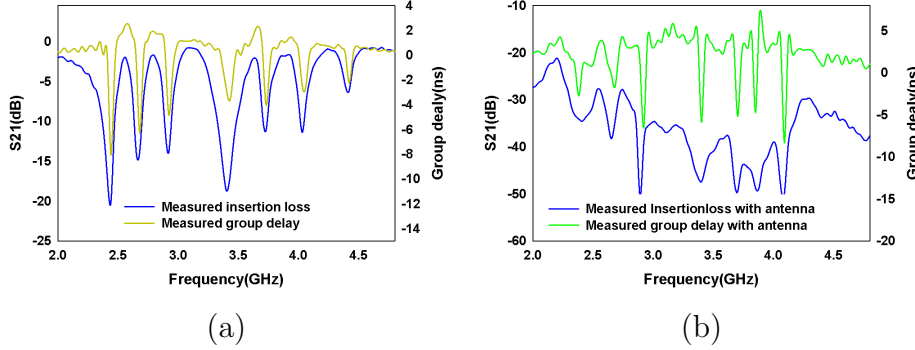 0
-5
-10
-15
-20
-25
S21(dB)
4
2
0
-2
-4
-6
-8
-10
-12
-14
Group dealy(ns)
Measured insertion loss
Measured group delay
2.0 2.5 3.0 3.5 4.0 4.5
Frequency(GHz)
(a)
-10
-20
-30
-40
-50
-60
S21(dB)
5
0
-5
-10
-15
-20
Group dealy(ns)
Measured Insertionloss with antenna
Measured group delay with antenna
2.0 2.5 3.0 3.5 4.0 4.5
Frequency(GHz)
(b)